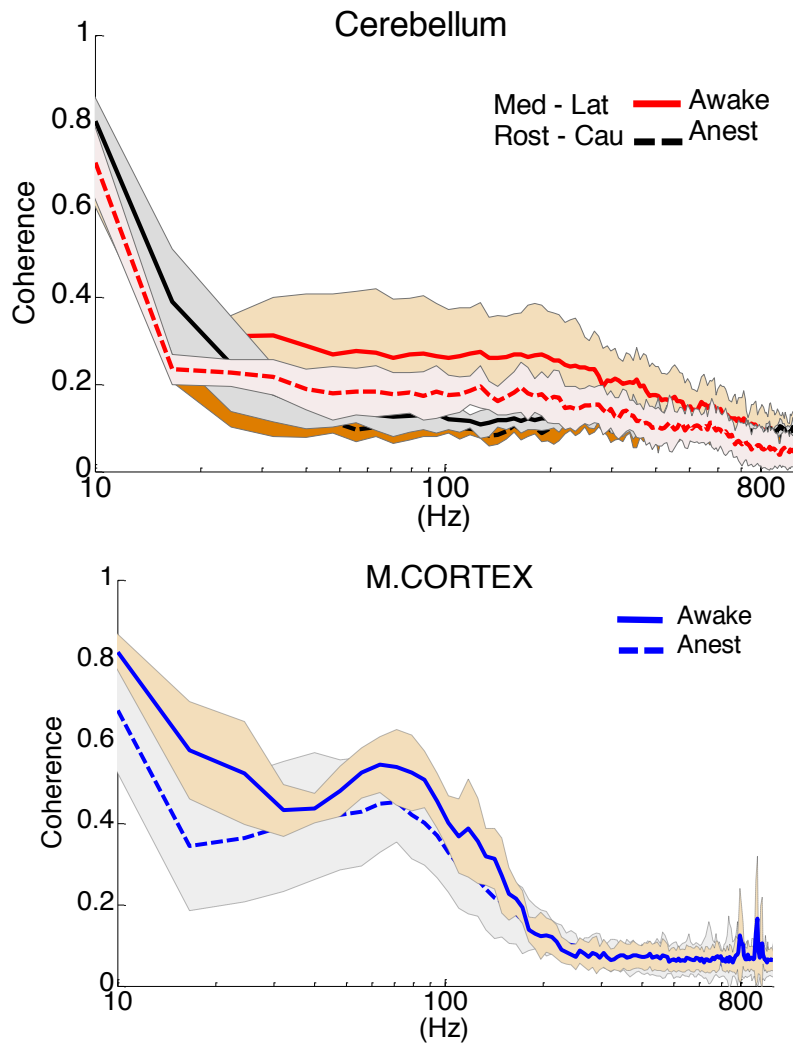 Cerebellum
1
0.8
0.6
0.4
0.2
0
Coherence
Med - Lat Awake
Rost - Cau Anest
10 100 800
(Hz)
M.CORTEX
1
0.8
0.6
0.4
0.2
0
Coherence
Awake
Anest
10 100 800
(Hz)